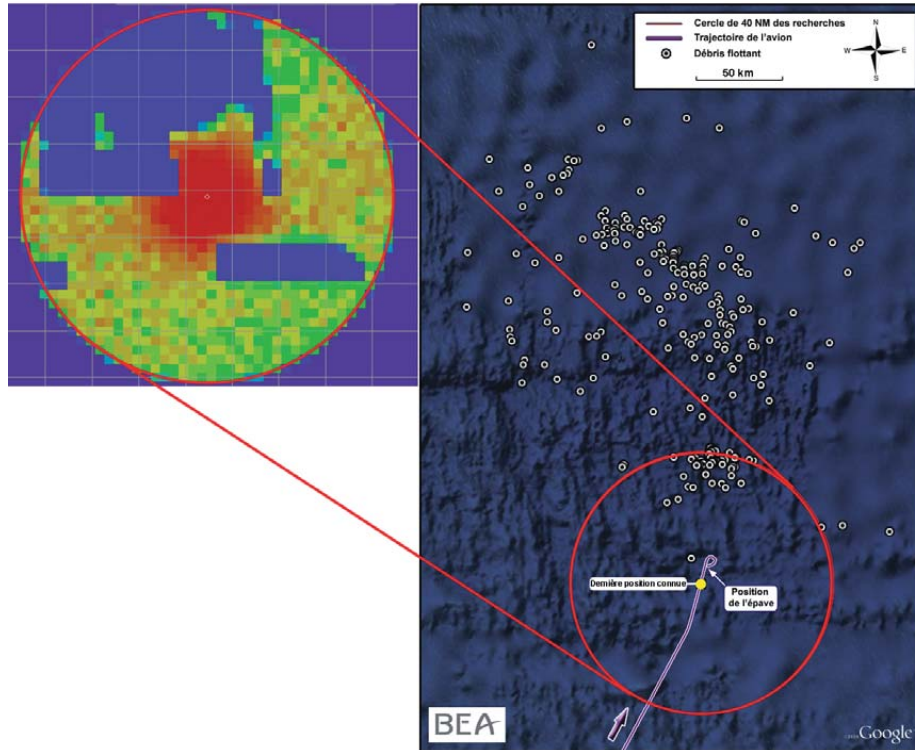 Cercle de 40 NM des recherches
Trajectoire de l'avion
Débris flottant
50 km
N
W
E
S
Dernière position connue
Position
de l'épave
BEA
Google